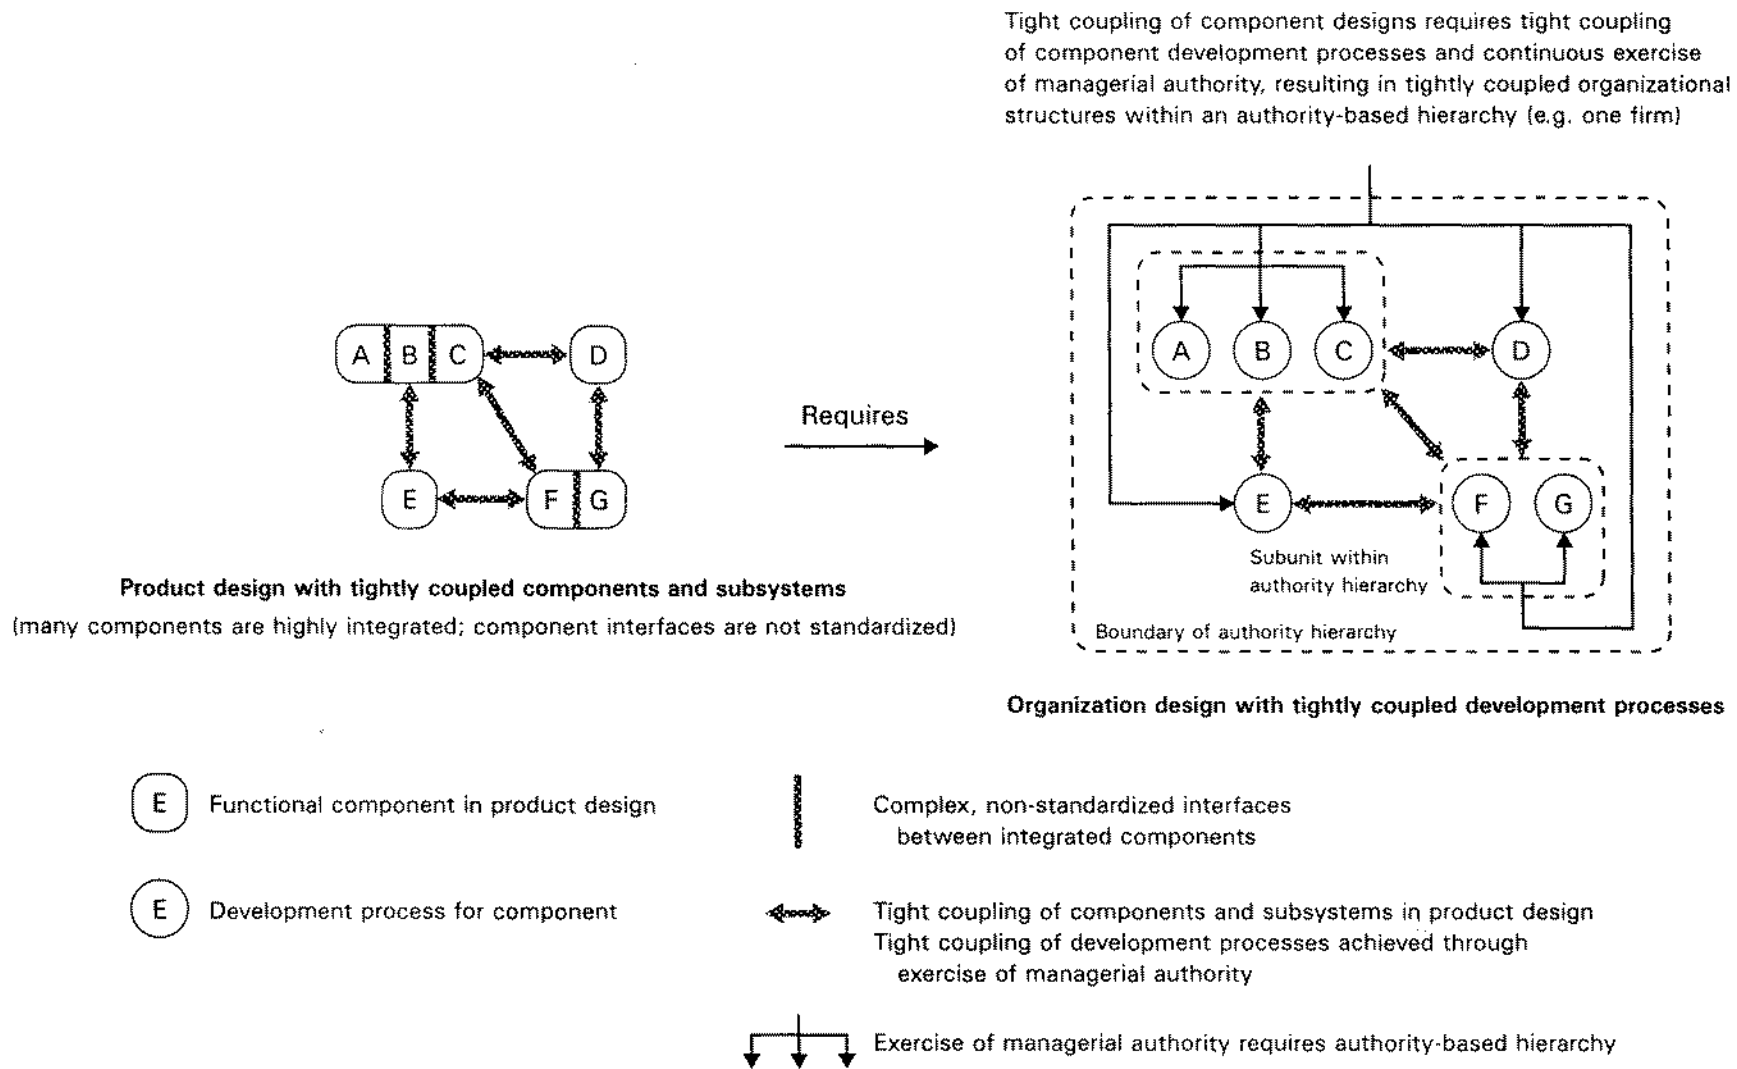 Tight coupling of component designs requires tight coupling
of component development processes and continuous exercise
of managerial authority, resulting in tightly coupled organizational
structures within an authority-based hierarchy (e.g. one firm)
A B C D
E F G
Product design with tightly coupled components and subsystems
(many components are highly integrated; component interfaces are not standardized)
Requires
A B C D
E F G
Subunit within
authority hierarchy
Boundary of authority hierarchy
Organization design with tightly coupled development processes
E Functional component in product design
E Development process for component
Complex, non-standardized interfaces
between integrated components
Tight coupling of components and subsystems in product design
Tight coupling of development processes achieved through
exercise of managerial authority
Exercise of managerial authority requires authority-based hierarchy